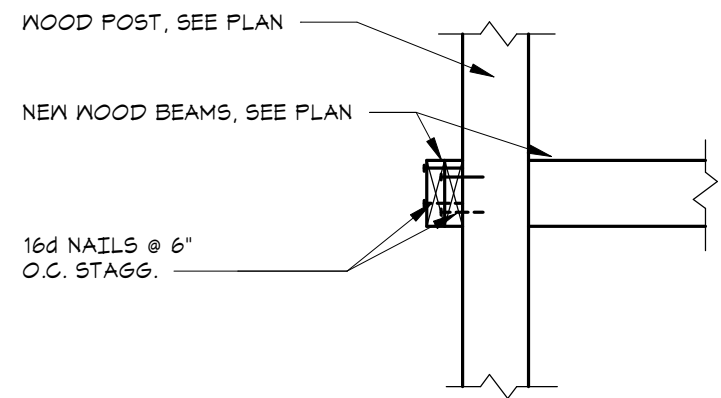 WOOD POST, SEE PLAN
NEW WOOD BEAMS, SEE PLAN
16d NAILS @ 6"
O.C. STAGG.